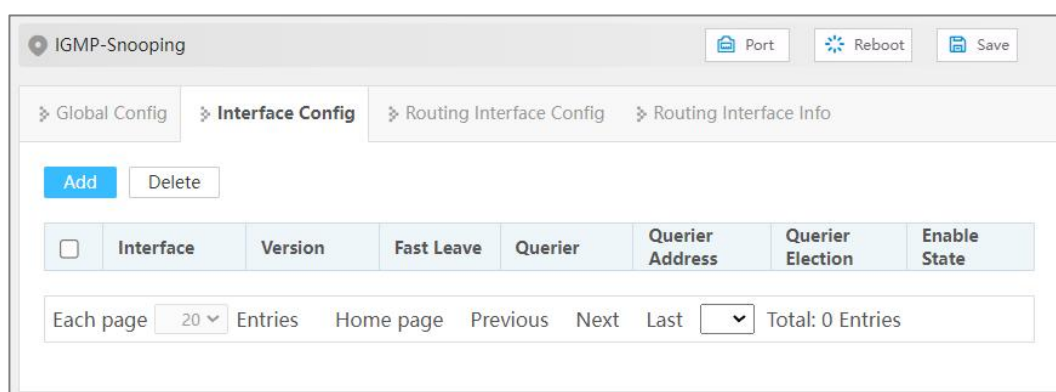 IGMP-Snooping Port Reboot Save
Global Config Interface Config Routing Interface Config Routing Interface Info
Add Delete
Interface Version Fast Leave Querier Querier Address Querier Election Enable State
Each page 20 Entries Home page Previous Next Last Total: 0 Entries